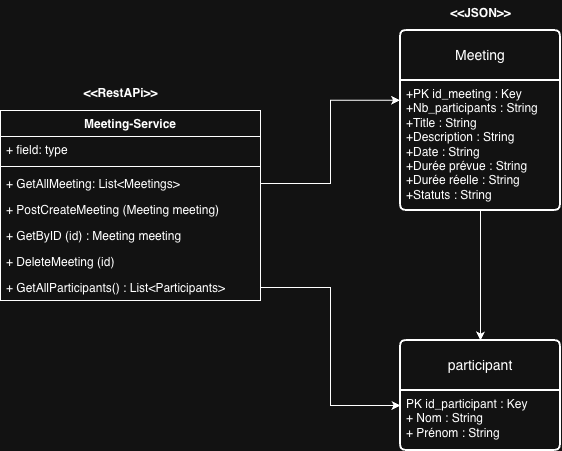 <<JSON>>
Meeting
+PK id_meeting : Key
+Nb_participants : String
+Title : String
+Description : String
+Date : String
+Durée prévue : String
+Durée réelle : String
+Statuts : String
<<RestAPi>>
Meeting-Service
+ field: type
+ GetAllMeeting: List<Meetings>
+ PostCreateMeeting (Meeting meeting)
+ GetByID (id) : Meeting meeting
+ DeleteMeeting (id)
+ GetAllParticipants() : List<Participants>
participant
PK id_participant : Key
+ Nom : String
+ Prénom : String